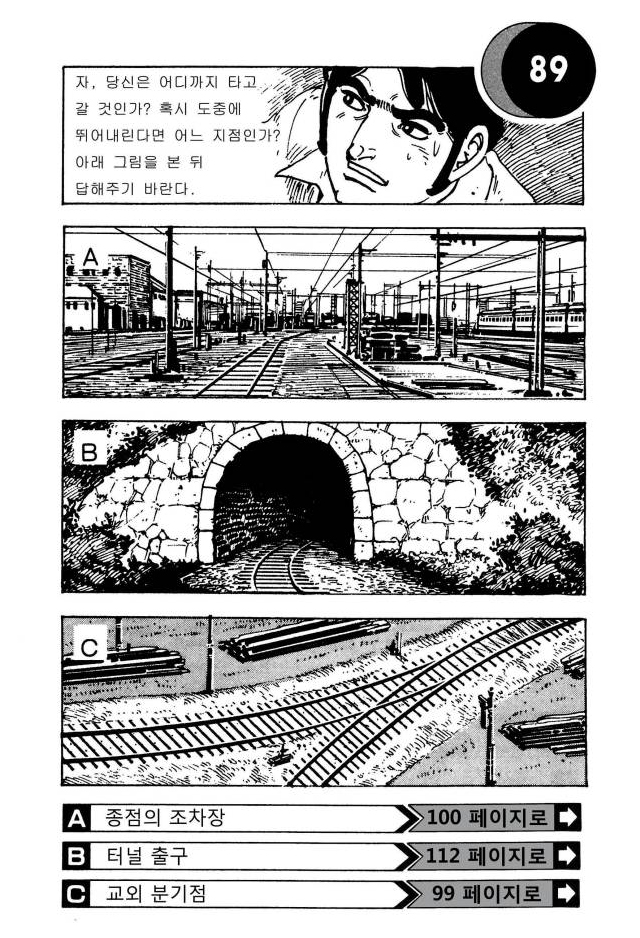 89
자, 당신은 어디까지 타고
갈 것인가? 혹시 도중에
뛰어내린다면 어느 지점인가?
아래 그림을 본 뒤
답해주기 바란다.
A
B
C
A 종점의 조차장 100 페이지로
B 터널 출구 112 페이지로
C 교외 분기점 99 페이지로